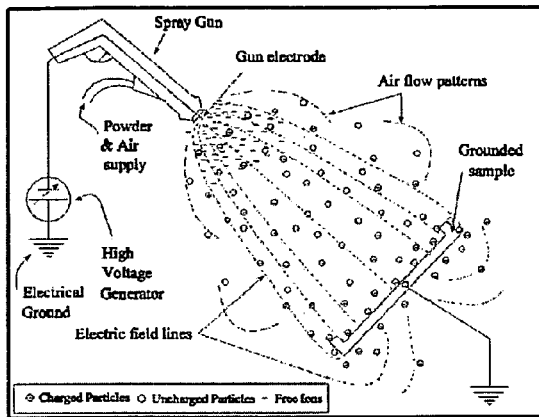 Spray Gun
Gun electrode
Air flow patterns
Powder
& Air
supply
Grounded
sample
High
Voltage
Generator
Electrical
Ground
Electric field lines
Charged Particles Uncharged Particles - Free ions